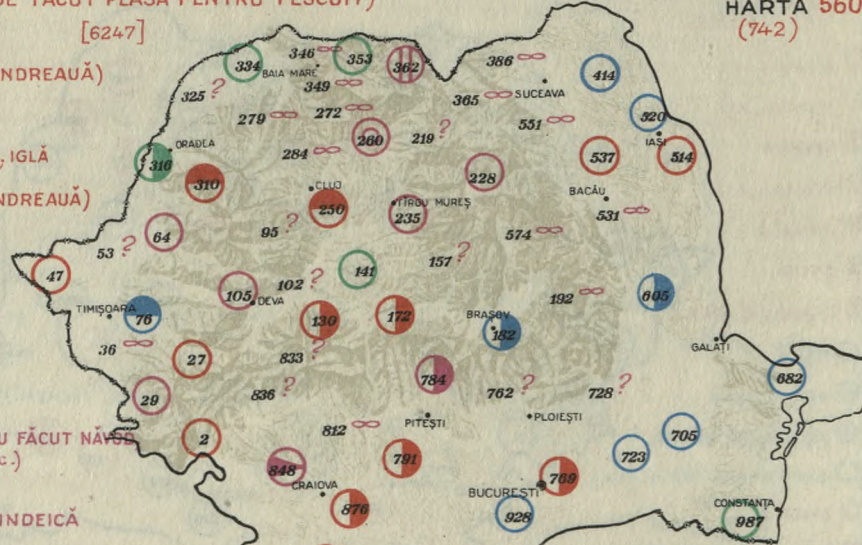 DE FĂCUT PLASĂ PENTRU PESCUIT)
HARTA 560
[6247]
(742)
NDREAUĂ)
, IGLĂ
NDREAUĂ)
U FĂCUT NĂVOD
c.)
INDEICĂ
346 ∞
353
334
BAIA MARE
362
386 ∞
414
349 ∞
325 ?
365 ∞
SUCEAVA
279 ∞
272 ∞
520
551 ∞
260
219 ?
IAȘI
ORADEA
316
284 ∞
537
514
310
228
CLUJ
BACĂU
250
TÎRGU MUREȘ
235
531 ∞
64
95 ?
574 ∞
53 ?
157 ?
47
102 ?
141
105
DEVA
192 ∞
605
TIMIȘOARA
76
130
172
BRAȘOV
182
36 ∞
27
833 ?
GALAȚI
784
682
29
836 ?
762 ?
728 ?
PITEȘTI
PLOIEȘTI
2
812 ∞
705
723
848
791
CRAIOVA
769
BUCUREȘTI
876
928
CONSTANȚA
987